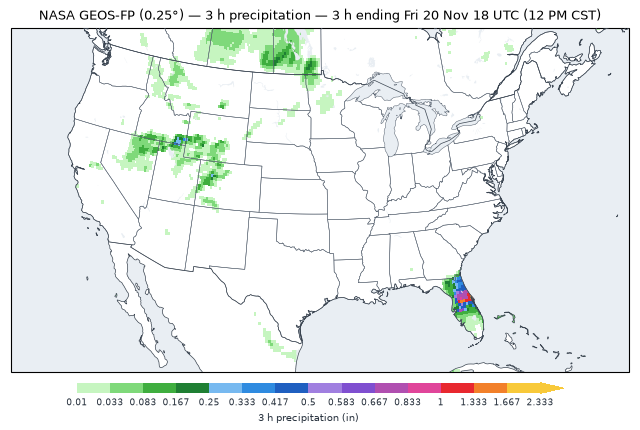 NASA GEOS-FP (0.25°) — 3 h precipitation — 3 h ending Fri 20 Nov 18 UTC (12 PM CST)
0.01 0.033 0.083 0.167 0.25 0.333 0.417 0.5 0.583 0.667 0.833 1 1.333 1.667 2.333
3 h precipitation (in)